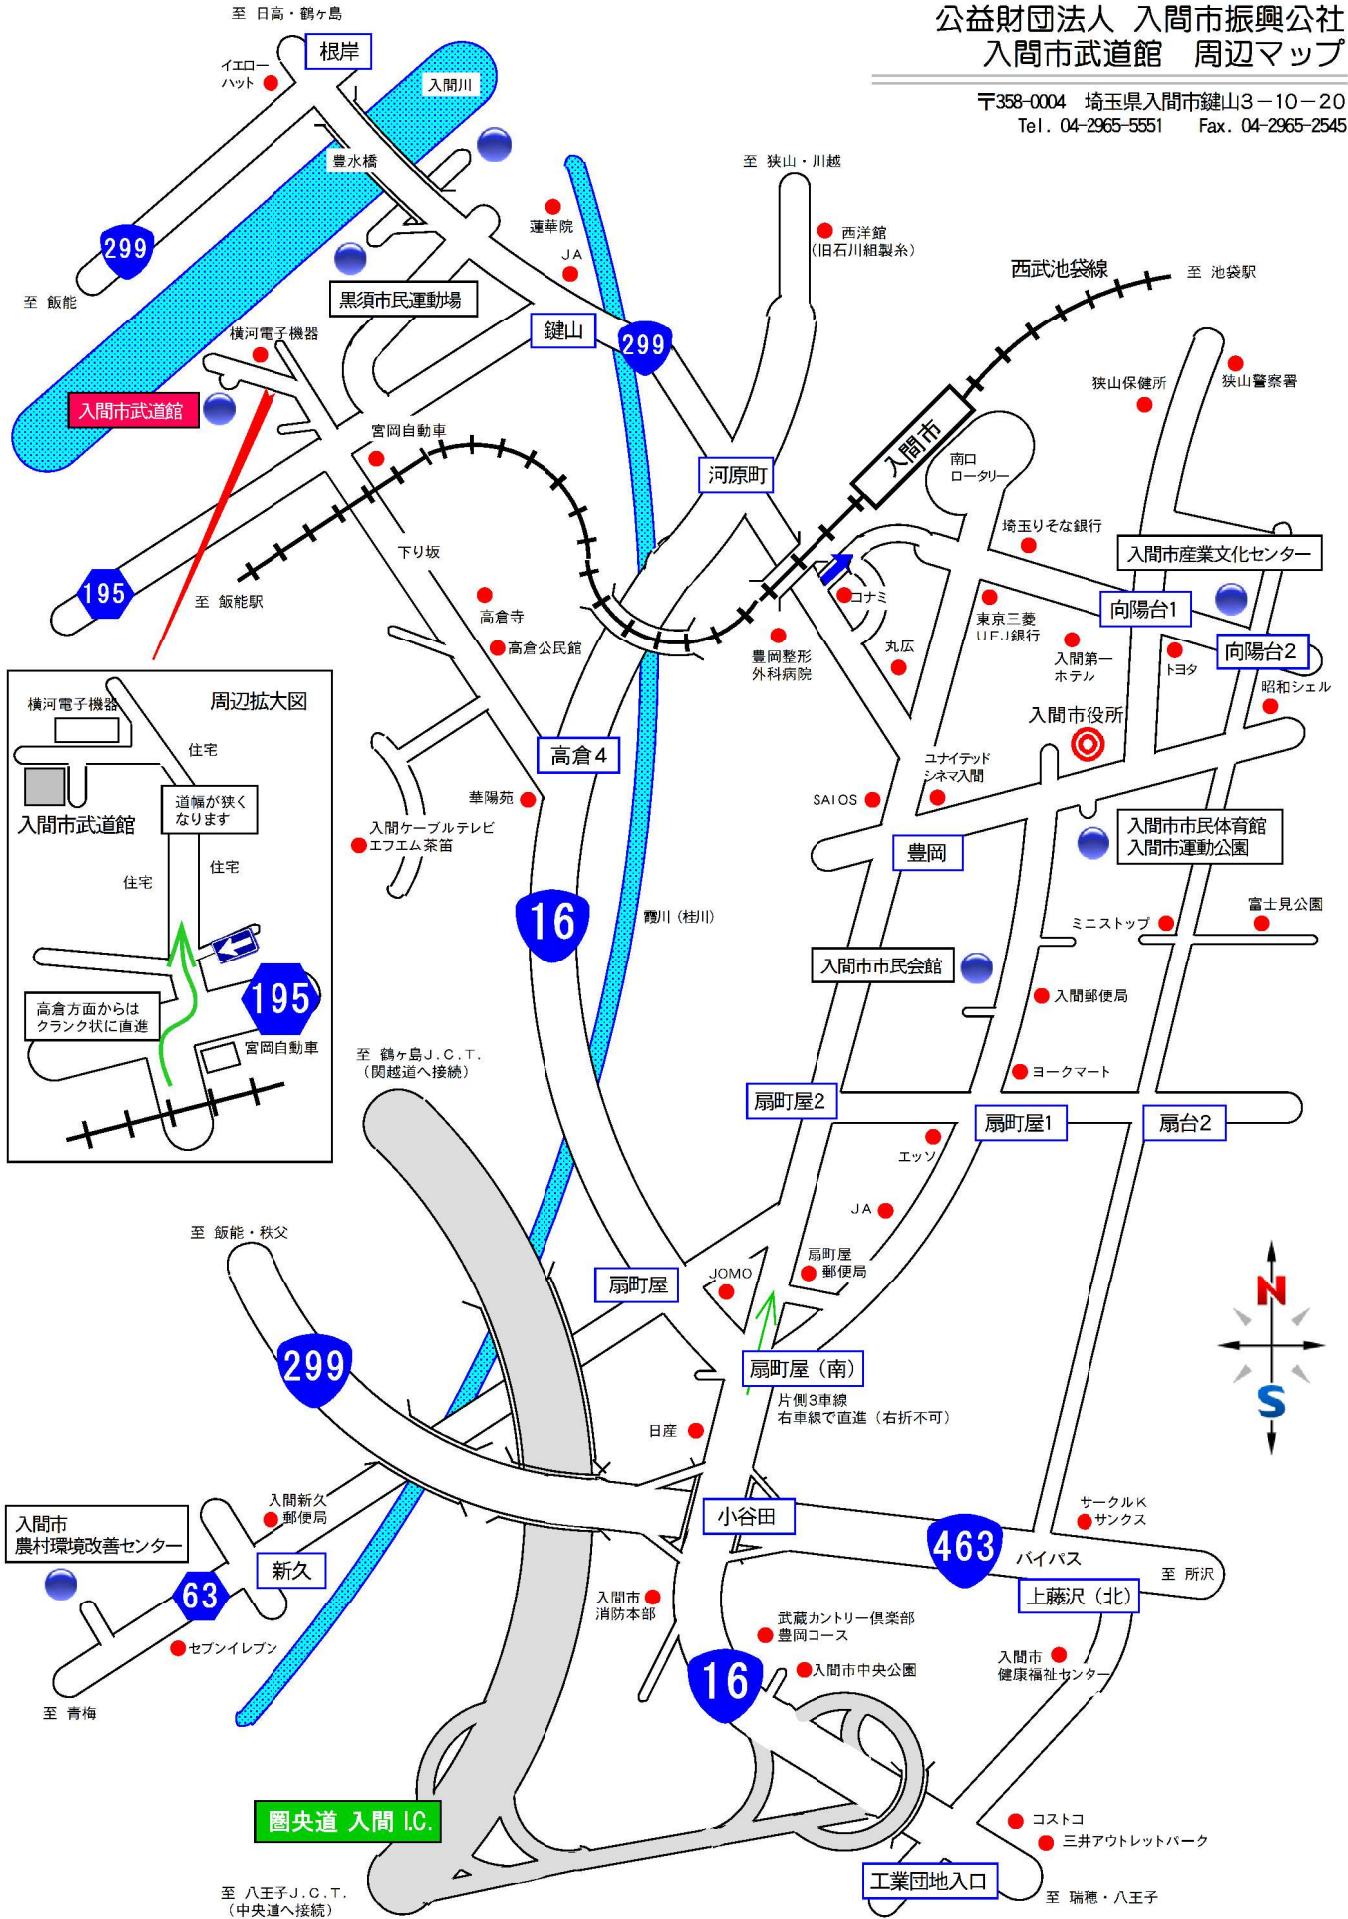 公益財団法人 入間市振興公社
入間市武道館 周辺マップ
〒358-0004 埼玉県入間市鍵山3－10－20
Tel. 04-2965-5551 Fax. 04-2965-2545
至 日高・鶴ヶ島
根岸
イエロー
ハット
入間川
豊水橋
299
至 飯能
蓮華院
JA
黒須市民運動場
鍵山
299
至 狭山・川越
西洋館
(旧石川組製糸)
西武池袋線
至 池袋駅
横河電子機器
入間市武道館
宮岡自動車
河原町
入間市
南口
ロータリー
狭山保健所
狭山警察署
埼玉りそな銀行
入間市産業文化センター
下り坂
195
至 飯能駅
高倉寺
高倉公民館
コナミ
東京三菱
UFJ銀行
向陽台1
向陽台2
豊岡整形
外科病院
丸広
入間第一
ホテル
トヨタ
昭和シェル
入間市役所
周辺拡大図
横河電子機器
住宅
道幅が狭く
なります
入間市武道館
住宅
住宅
高倉方面からは
クランク状に直進
195
宮岡自動車
高倉4
華陽苑
入間ケーブルテレビ
エフエム茶笛
ユナイテッド
シネマ入間
SAIOS
豊岡
入間市市民体育館
入間市運動公園
16
霞川(桂川)
ミニストップ
富士見公園
入間市市民会館
入間郵便局
至 鶴ヶ島J.C.T.
(関越道へ接続)
ヨークマート
扇町屋2
扇町屋1
扇台2
エッソ
JA
至 飯能・秩父
扇町屋
JOMO
扇町屋
郵便局
N
S
299
扇町屋(南)
片側3車線
右車線で直進(右折不可)
日産
入間市
農村環境改善センター
入間新久
郵便局
新久
63
セブンイレブン
至 青梅
小谷田
463
バイパス
サークルK
サンクス
至 所沢
上藤沢(北)
入間市
消防本部
武蔵カントリー倶楽部
豊岡コース
入間市中央公園
16
入間市
健康福祉センター
圏央道 入間 I.C.
コストコ
三井アウトレットパーク
工業団地入口
至 八王子J.C.T.
(中央道へ接続)
至 瑞穂・八王子